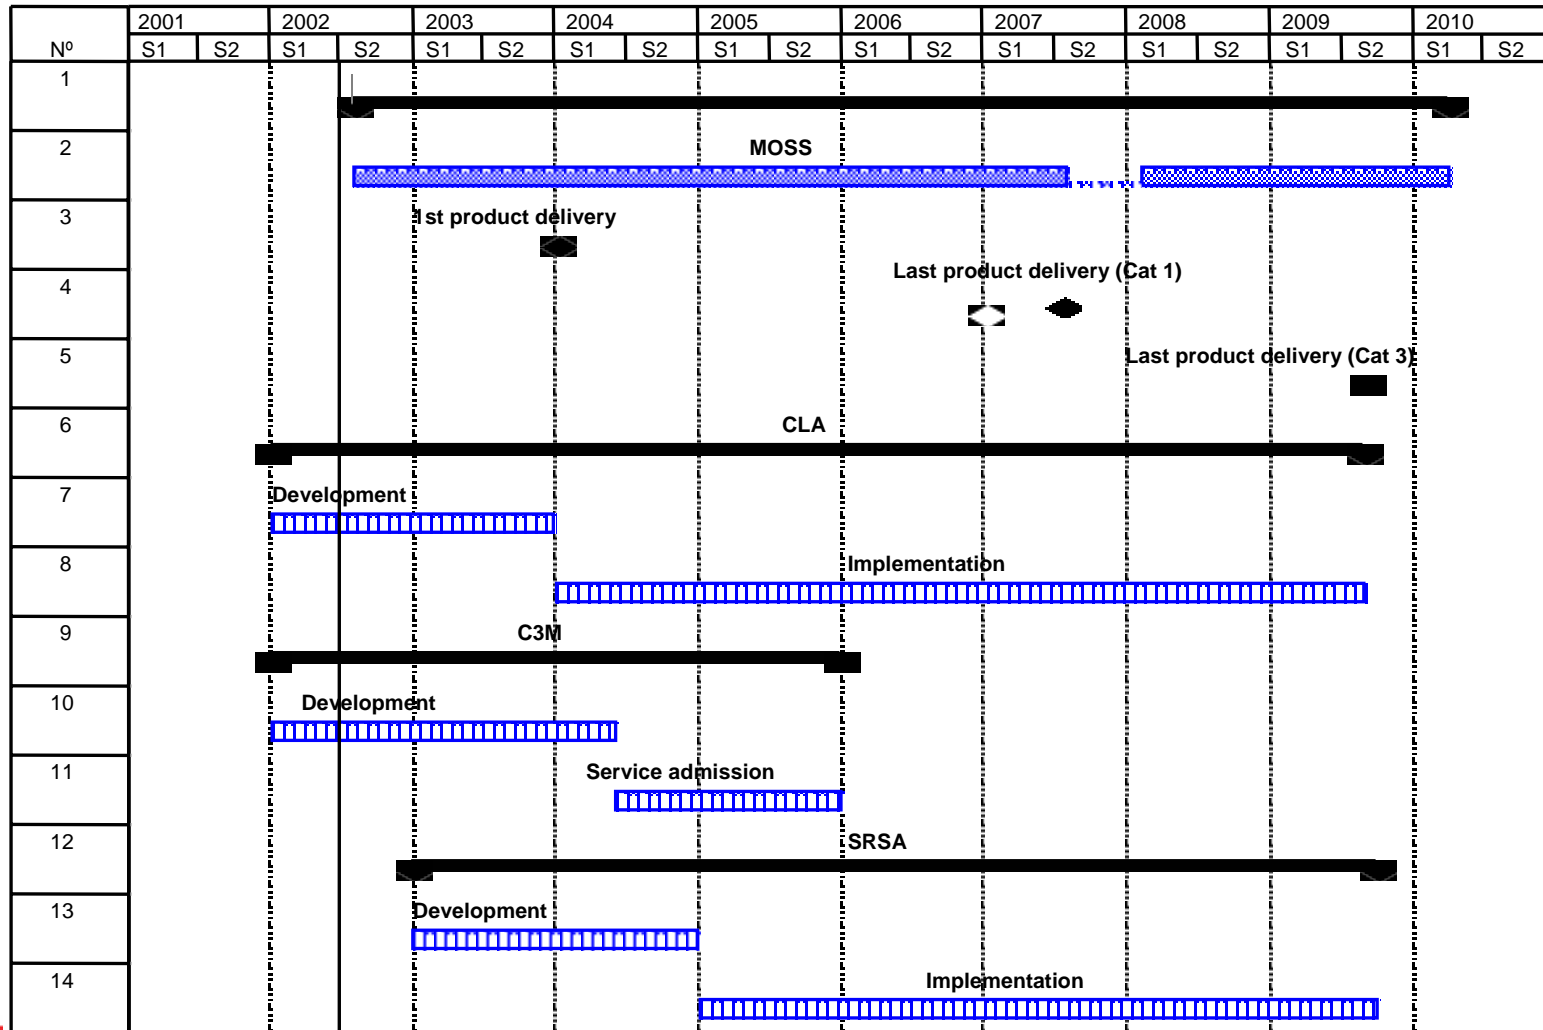 2001 2002 2003 2004 2005 2006 2007 2008 2009 2010
Nº S1 S2 S1 S2 S1 S2 S1 S2 S1 S2 S1 S2 S1 S2 S1 S2 S1 S2 S1 S2
1
2 MOSS
3 1st product delivery
Last product delivery (Cat 1)
4
5 Last product delivery (Cat 3)
6 CLA
7 Development
8 Implementation
9 C3M
10 Development
11 Service admission
12 SRSA
13 Development
14 Implementation